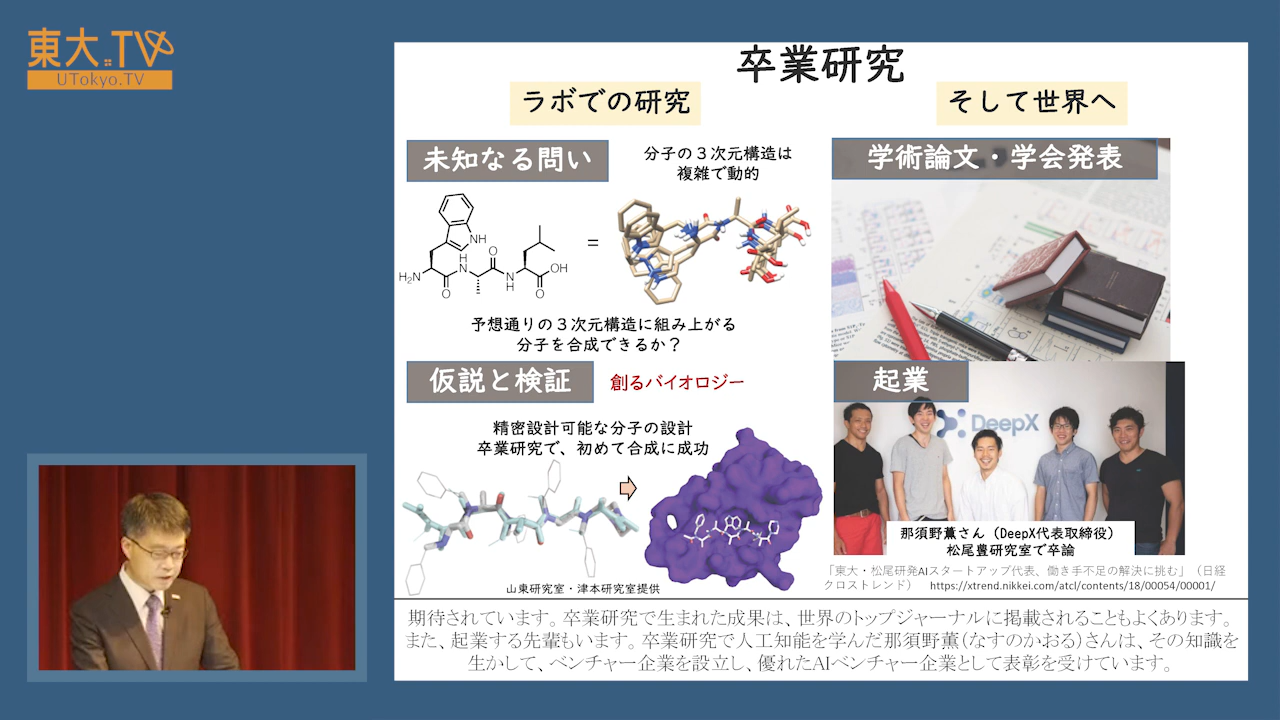 東大.TV
UTokyo.TV
卒業研究
ラボでの研究
そして世界へ
未知なる問い
分子の３次元構造は
複雑で動的
NH
H
N
H₂N
O
O
N
H
OH
O
=
予想通りの３次元構造に組み上がる
分子を合成できるか？
仮説と検証
創るバイオロジー
精密設計可能な分子の設計
卒業研究で、初めて合成に成功
山東研究室・津本研究室提供
学術論文・学会発表
起業
DeepX
那須野薫さん（DeepX代表取締役）
松尾豊研究室で卒論
「東大・松尾研発AIスタートアップ代表、働き手不足の解決に挑む」（日経
クロストレンド） https://xtrend.nikkei.com/atcl/contents/18/00054/00001/
期待されています。卒業研究で生まれた成果は、世界のトップジャーナルに掲載されることもよくあります。
また、起業する先輩もいます。卒業研究で人工知能を学んだ那須野薫（なすのかおる）さんは、その知識を
生かして、ベンチャー企業を設立し、優れたAIベンチャー企業として表彰を受けています。